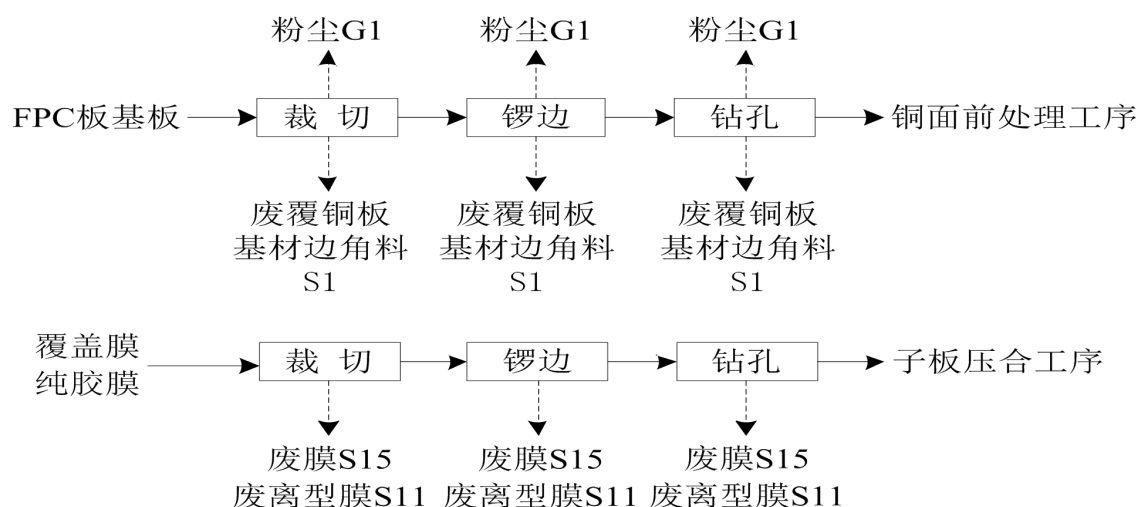 粉尘G1 粉尘G1 粉尘G1
FPC板基板 裁 切 锣边 钻孔 铜面前处理工序
废覆铜板 废覆铜板 废覆铜板
基材边角料 基材边角料 基材边角料
S1 S1 S1
覆盖膜
纯胶膜
裁 切 锣边 钻孔 子板压合工序
废膜S15 废膜S15 废膜S15
废离型膜S11 废离型膜S11 废离型膜S11